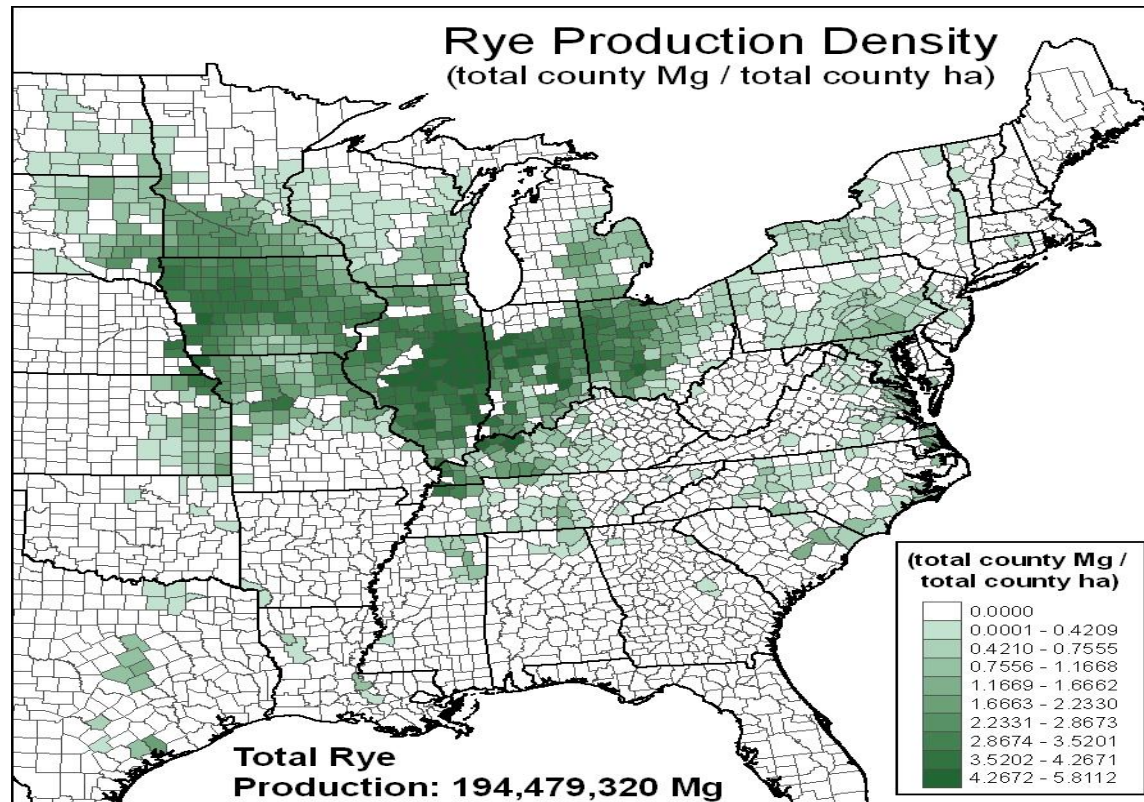 Rye Production Density
(total county Mg / total county ha)
(total county Mg /
total county ha)
0.0000
0.0001 - 0.4209
0.4210 - 0.7555
0.7556 - 1.1668
1.1669 - 1.6662
1.6663 - 2.2330
2.2331 - 2.8673
2.8674 - 3.5201
3.5202 - 4.2671
4.2672 - 5.8112
Total Rye
Production: 194,479,320 Mg